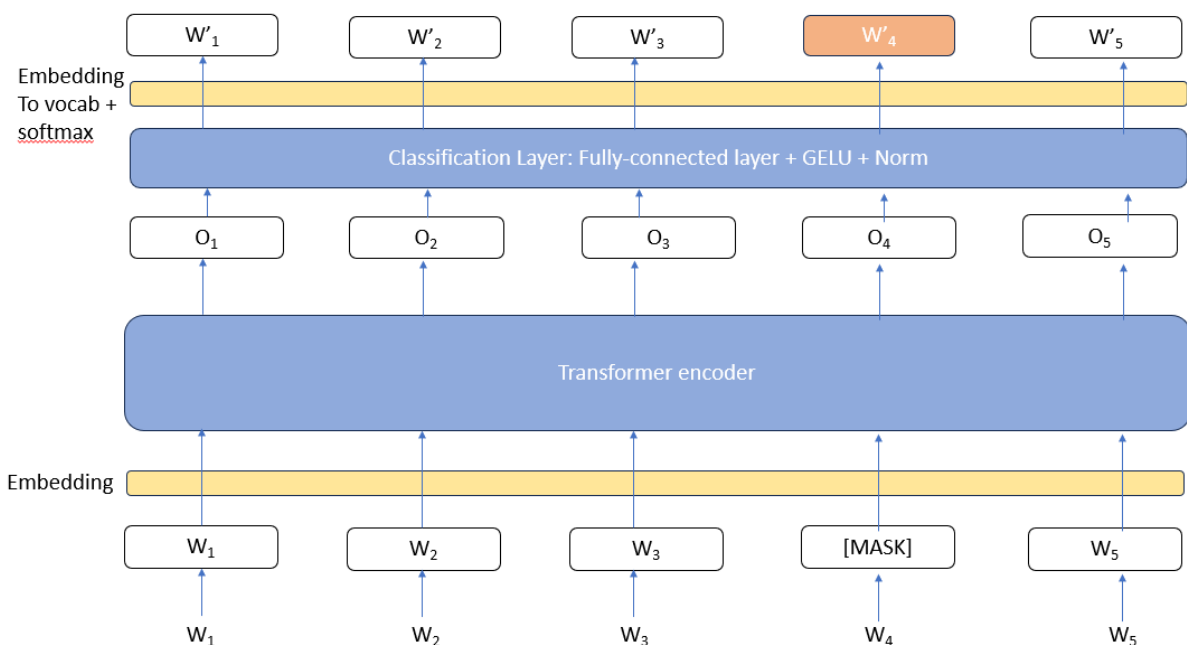 W'₁ W'₂ W'₃ W'₄ W'₅
Embedding
To vocab +
softmax
Classification Layer: Fully-connected layer + GELU + Norm
O₁ O₂ O₃ O₄ O₅
Transformer encoder
Embedding
W₁ W₂ W₃ [MASK] W₅
W₁ W₂ W₃ W₄ W₅